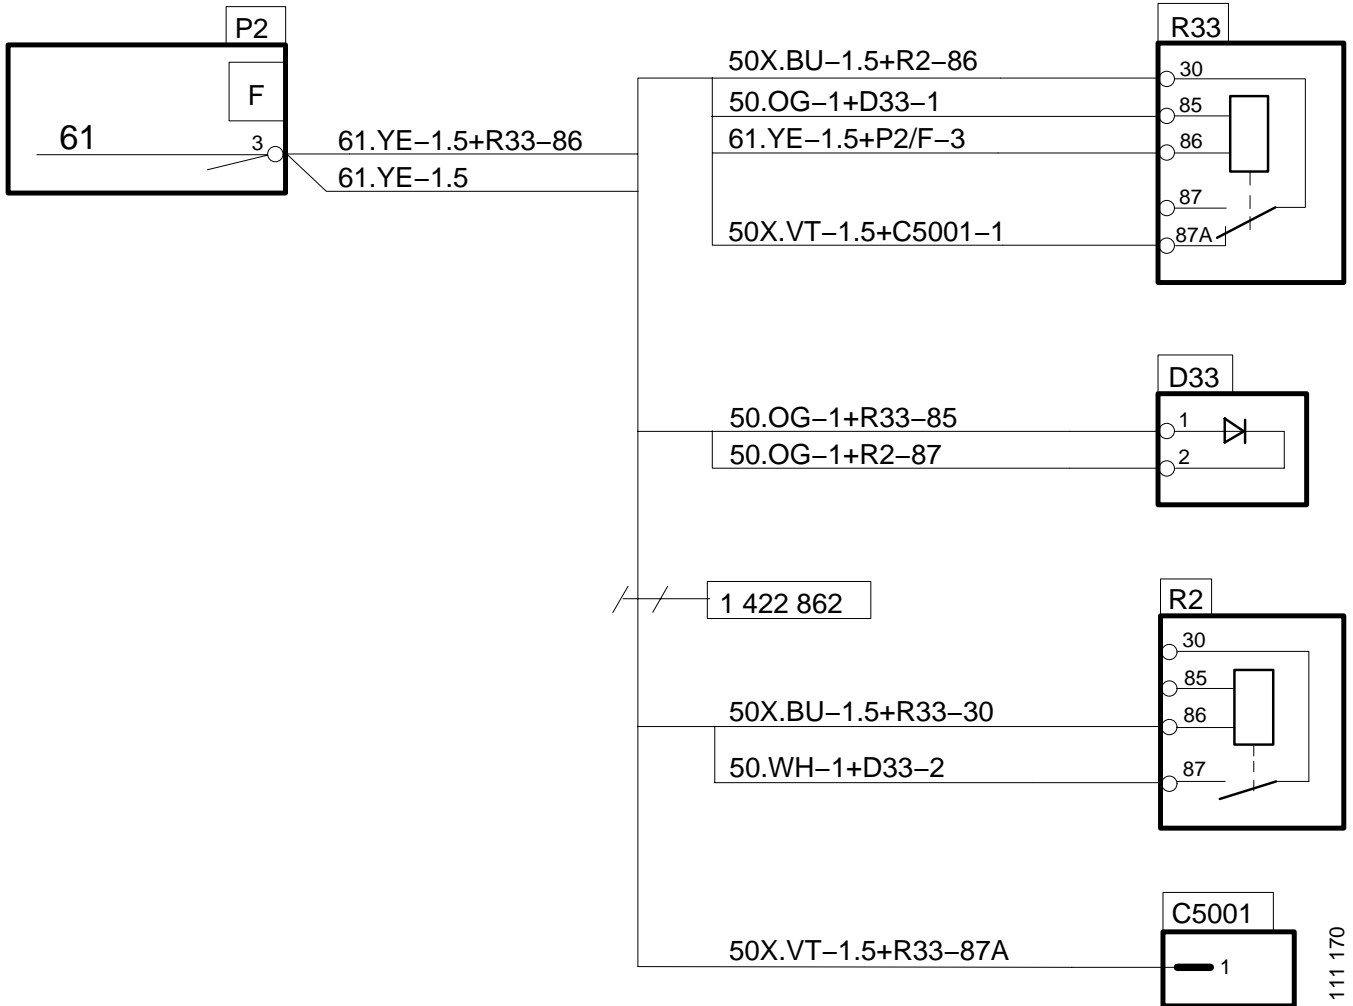 P2
F
61
3
61.YE−1.5+R33−86
61.YE−1.5
R33
50X.BU−1.5+R2−86
30
50.OG−1+D33−1
85
61.YE−1.5+P2/F−3
86
87
50X.VT−1.5+C5001−1
87A
D33
50.OG−1+R33−85
1
50.OG−1+R2−87
2
1 422 862
R2
30
85
50X.BU−1.5+R33−30
86
50.WH−1+D33−2
87
C5001
50X.VT−1.5+R33−87A
1
111 170